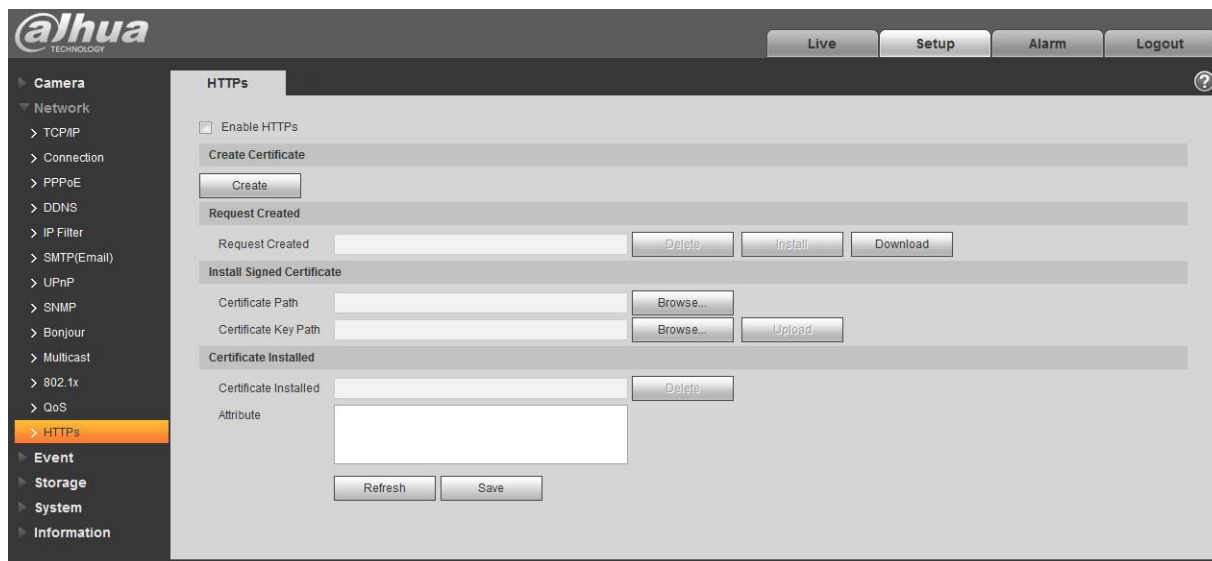 alhua
TECHNOLOGY
Live Setup Alarm Logout
Camera
Network
TCP/IP
Connection
PPPoE
DDNS
IP Filter
SMTP(Email)
UPnP
SNMP
Bonjour
Multicast
802.1x
QoS
HTTPs
Event
Storage
System
Information
HTTPs ?
Enable HTTPs
Create Certificate
Create
Request Created
Request Created Delete Install Download
Install Signed Certificate
Certificate Path Browse...
Certificate Key Path Browse... Upload
Certificate Installed
Certificate Installed Delete
Attribute
Refresh Save